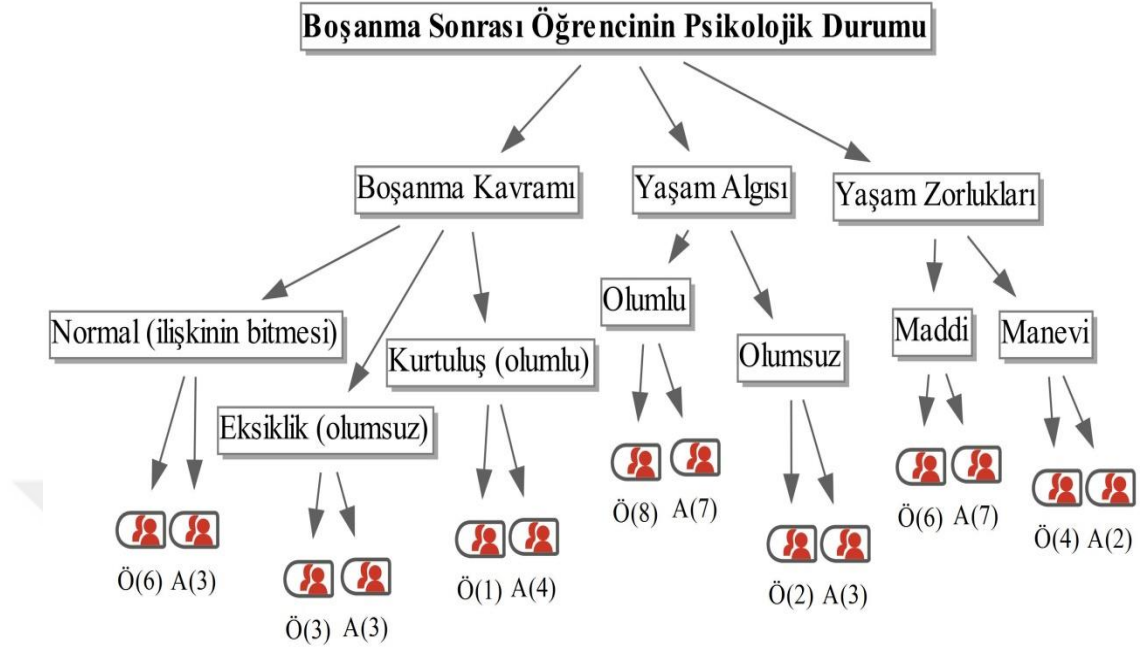 Boşanma Sonrası Öğrencinin Psikolojik Durumu
Boşanma Kavramı
Yaşam Algısı
Yaşam Zorlukları
Normal (ilişkinin bitmesi)
Eksiklik (olumsuz)
Kurtuluş (olumlu)
Olumlu
Olumsuz
Maddi
Manevi
Ö(6) A(3)
Ö(3) A(3)
Ö(1) A(4)
Ö(8) A(7)
Ö(2) A(3)
Ö(6) A(7)
Ö(4) A(2)